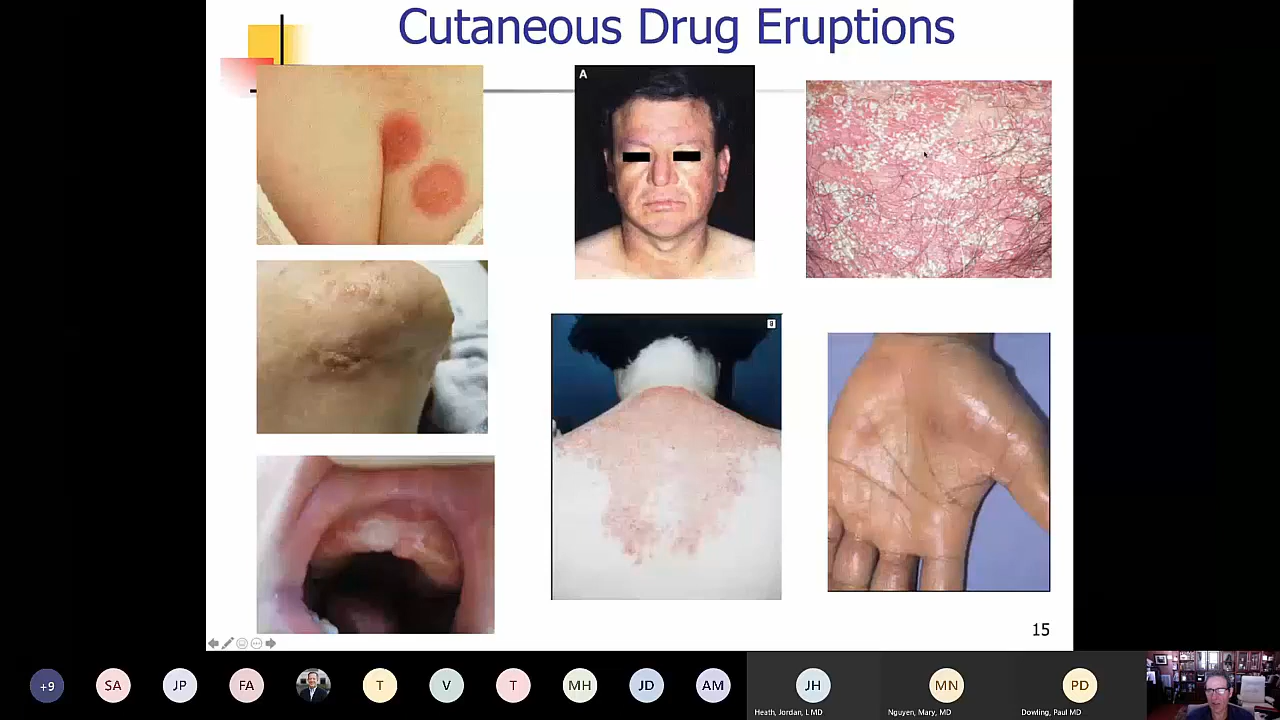 Cutaneous Drug Eruptions
A
B
15
+9
SA
JP
FA
T
V
T
MH
JD
AM
JH
Heath, Jordan, L MD
MN
Nguyen, Mary, MD
PD
Dowling, Paul MD